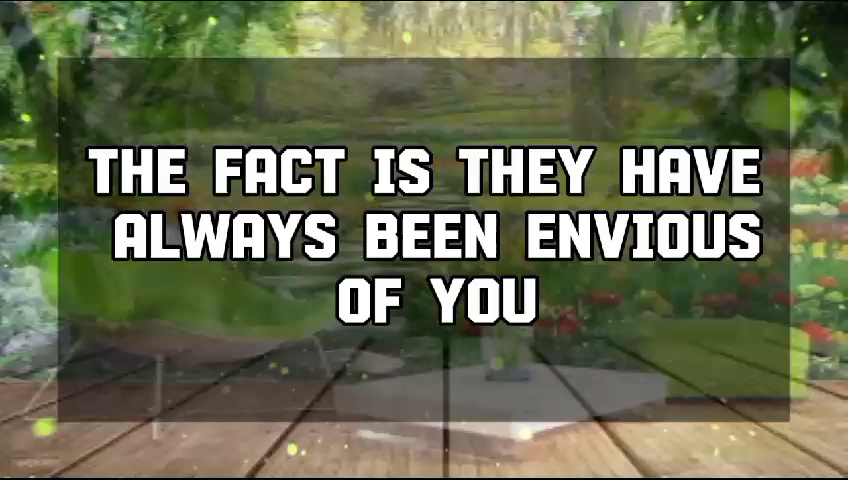 THE FACT IS THEY HAVE
ALWAYS BEEN ENVIOUS
OF YOU